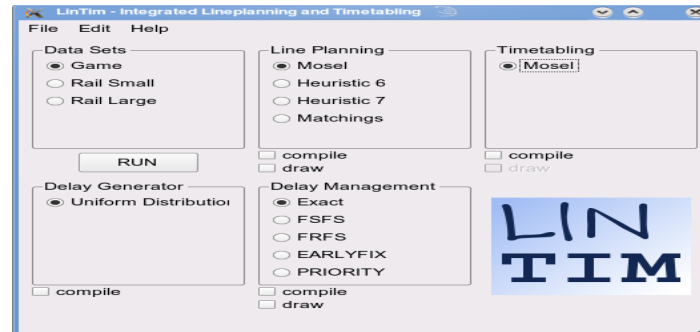 LinTim - Integrated Lineplanning and Timetabling
File Edit Help
Data Sets
Game
Rail Small
Rail Large
RUN
Line Planning
Mosel
Heuristic 6
Heuristic 7
Matchings
compile
draw
Timetabling
Mosel
compile
draw
Delay Generator
Uniform Distribution
compile
Delay Management
Exact
FSFS
FRFS
EARLYFIX
PRIORITY
compile
draw
LIN
TIM